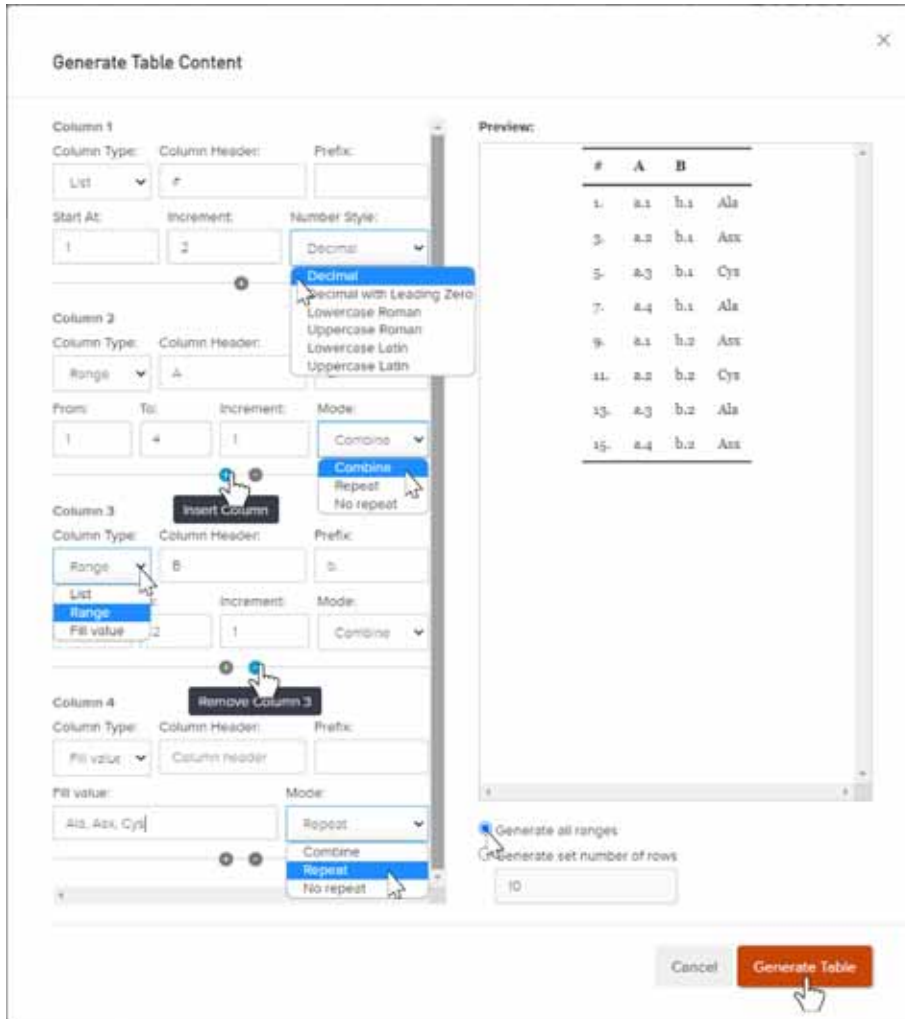 Generate Table Content
Column 1
Column Type: Column Header: Prefix:
List #
Start At: Increment: Number Style:
1 2 Decimal
Decimal
Decimal with Leading Zero
Lowercase Roman
Uppercase Roman
Lowercase Latin
Uppercase Latin
Column 2
Column Type: Column Header:
Range A
From: To: Increment: Mode:
1 4 1 Combine
Combine
Repeat
No repeat
Insert Column
Column 3
Column Type: Column Header: Prefix:
Range B b.
List
Range
Fill value
Increment: Mode:
2 1 Combine
Remove Column 3
Column 4
Column Type: Column Header: Prefix:
Fill value Column header
Fill value: Mode:
Ala, Asx, Cys Repeat
Combine
Repeat
No repeat
Preview:
# A B
1. a.1 b.1 Ala
3. a.2 b.1 Asx
5. a.3 b.1 Cys
7. a.4 b.1 Ala
9. a.1 b.2 Asx
11. a.2 b.2 Cys
13. a.3 b.2 Ala
15. a.4 b.2 Asx
Generate all ranges
Generate set number of rows
10
Cancel Generate Table